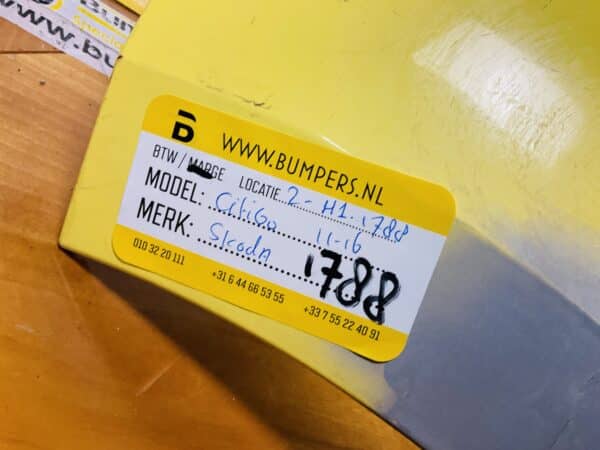 B WWW.BUMPERS.NL
BTW / MARGE LOCATIE 2-H1.1788
MODEL: CitiGo 11-16
MERK: SkodA 1788
010 32 20 111 +31 6 44 66 53 55 +33 7 55 22 40 91
www.bu